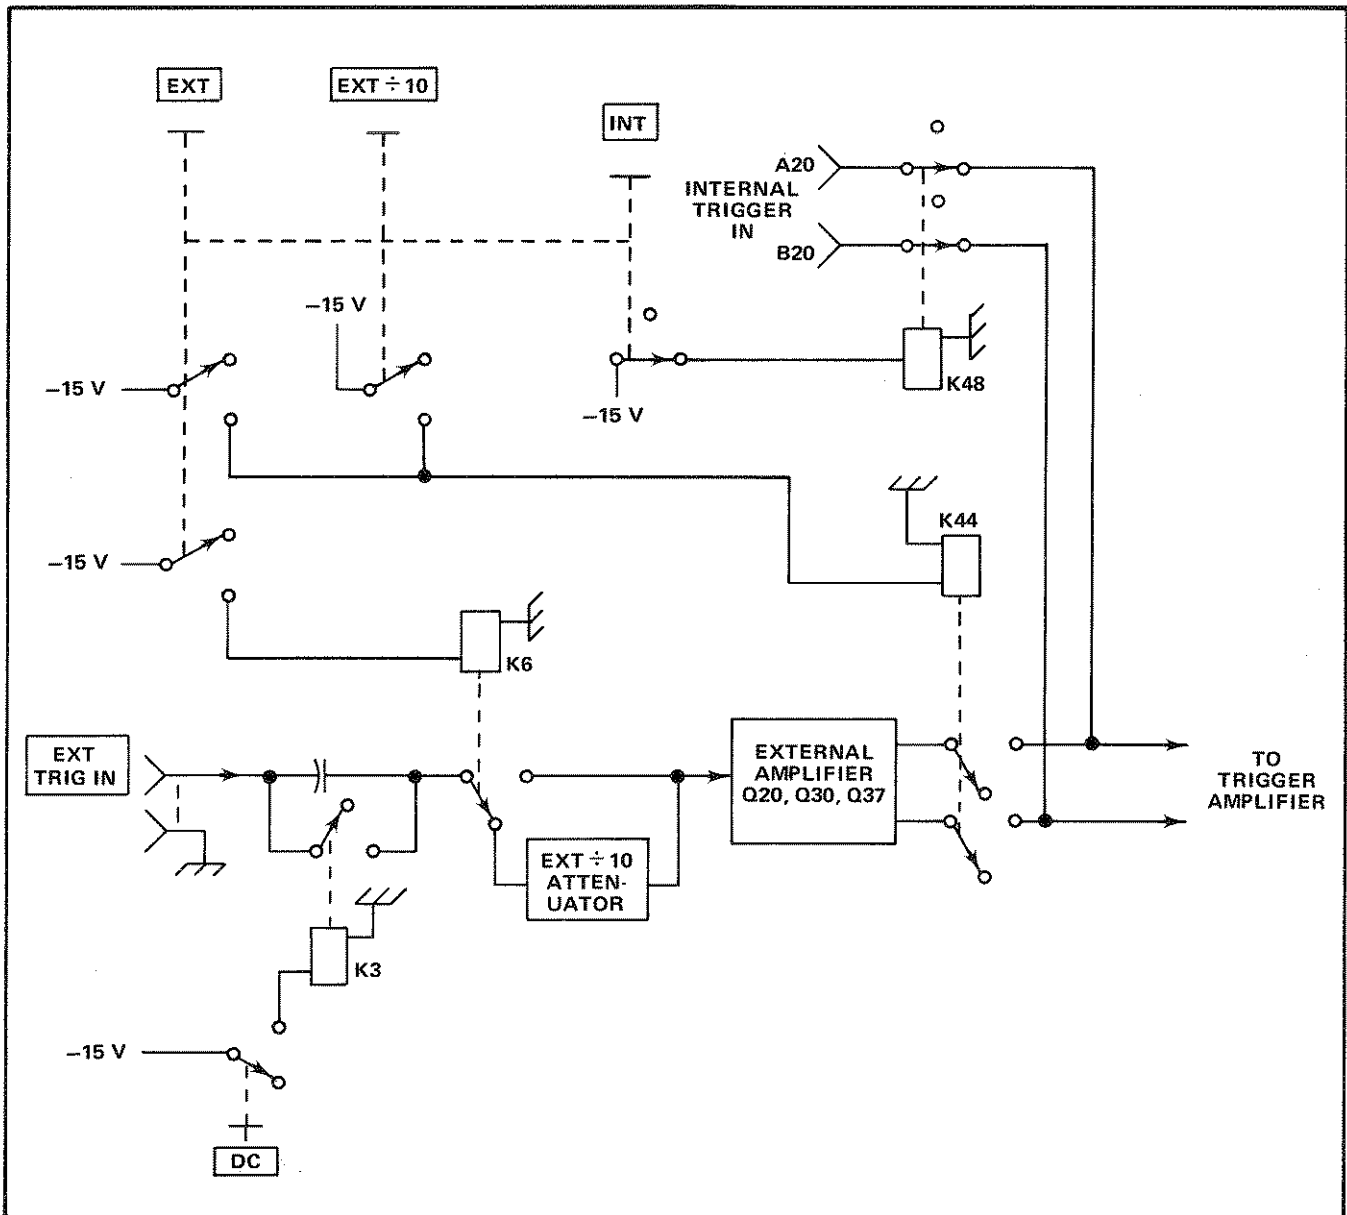 EXT
EXT ÷ 10
INT
A20
INTERNAL
TRIGGER
IN
B20
–15 V
–15 V
–15 V
K48
K44
–15 V
K6
EXT
TRIG IN
EXTERNAL
AMPLIFIER
Q20, Q30, Q37
TO
TRIGGER
AMPLIFIER
EXT ÷ 10
ATTEN-
UATOR
K3
–15 V
DC